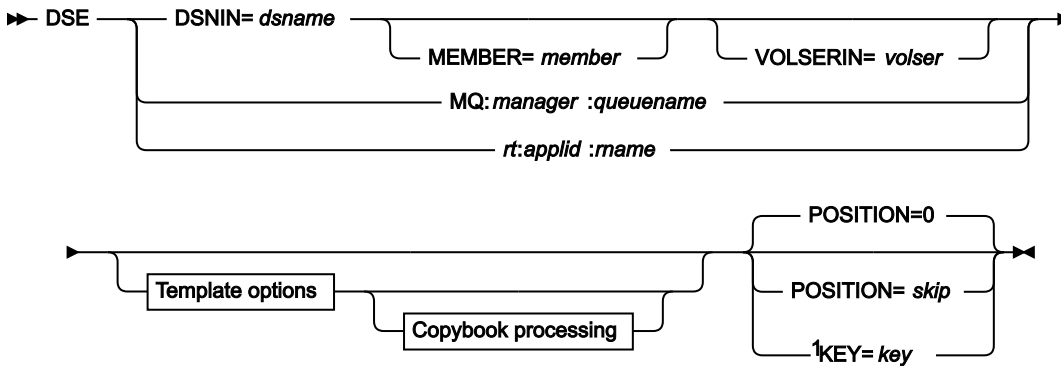 DSE DSNIN= dsname
MEMBER= member VOLSERIN= volser
MQ:manager :queuename
rt:applid :rname
POSITION=0
Template options POSITION= skip
Copybook processing
1KEY= key